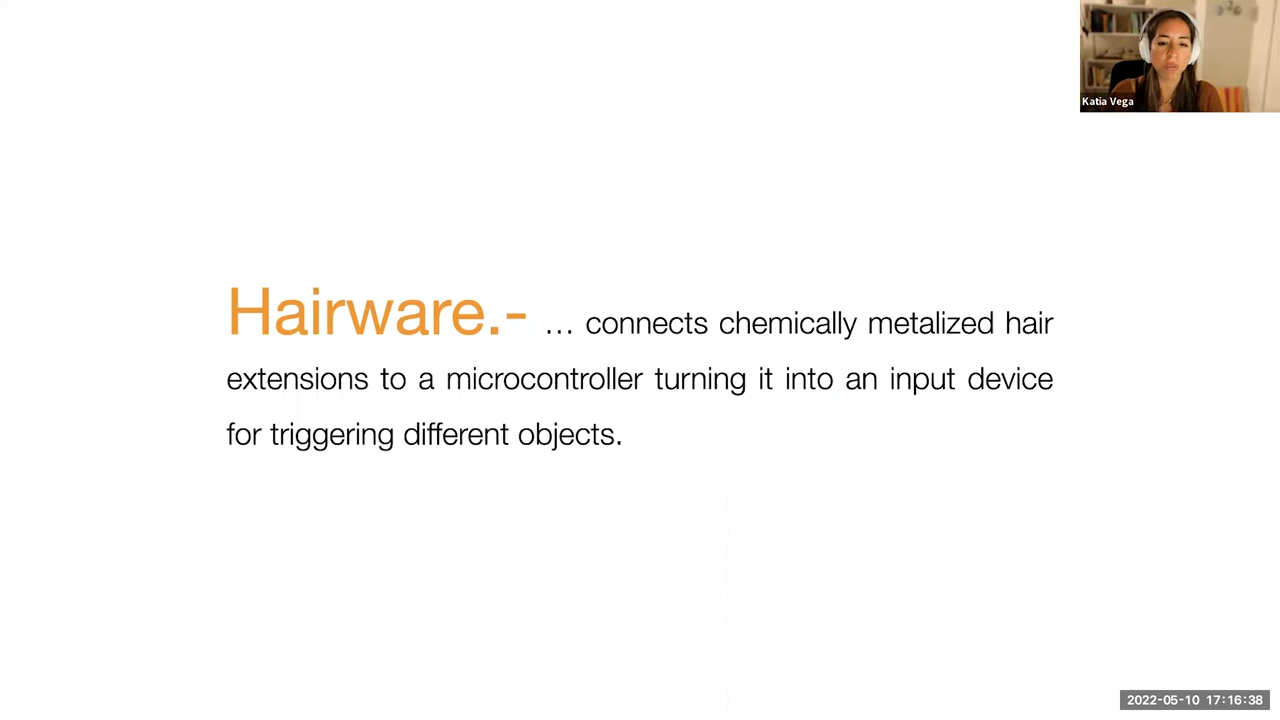 Katia Vega
Hairware.- ... connects chemically metalized hair
extensions to a microcontroller turning it into an input device
for triggering different objects.
2022-05-10 17:16:38